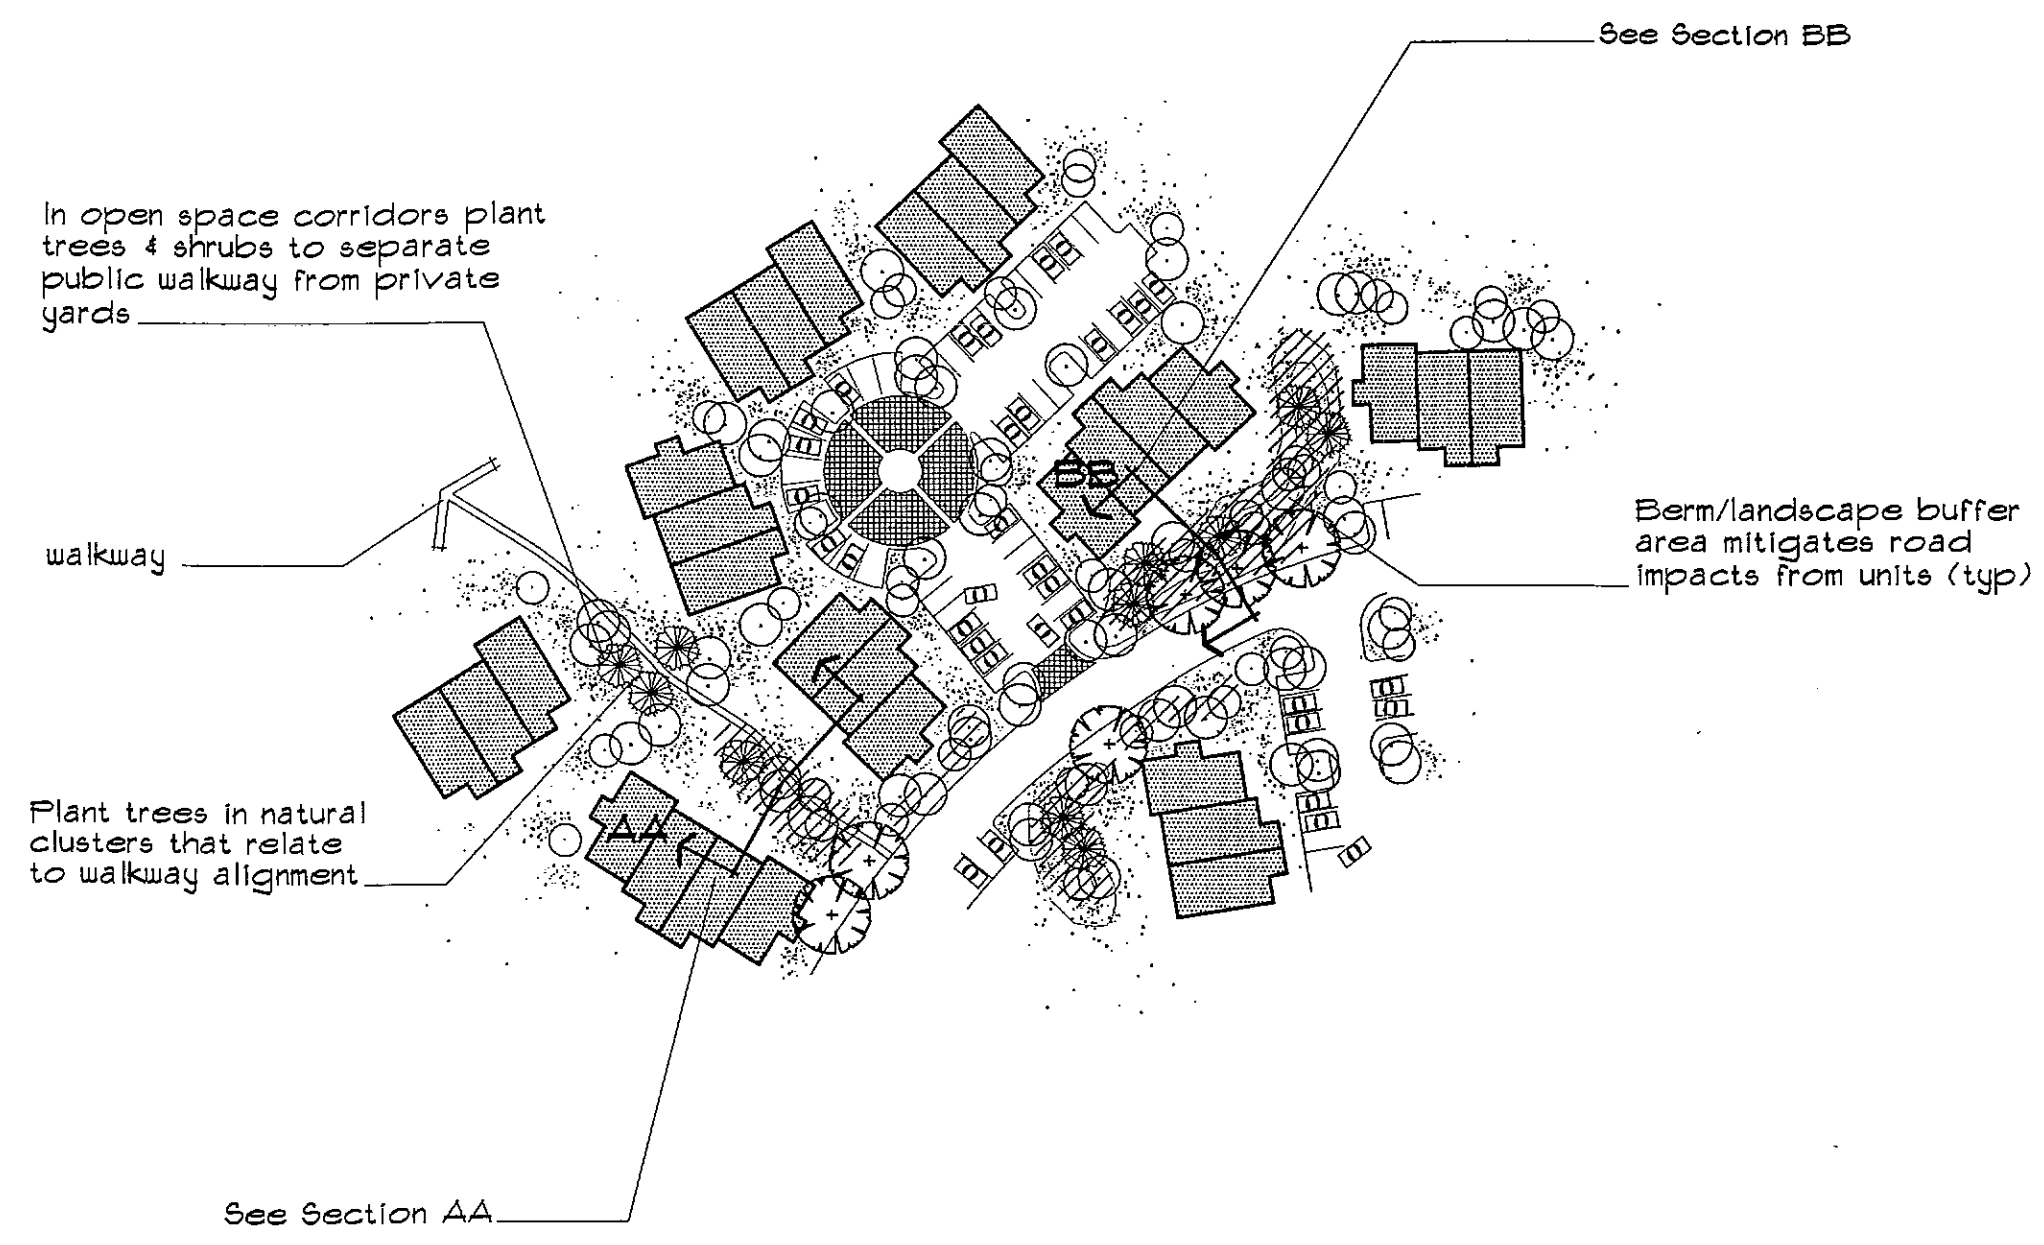 See Section BB
In open space corridors plant
trees & shrubs to separate
public walkway from private
yards
BB
Berm/landscape buffer
area mitigates road
impacts from units (typ)
walkway
Plant trees in natural
clusters that relate
to walkway alignment
AA
See Section AA